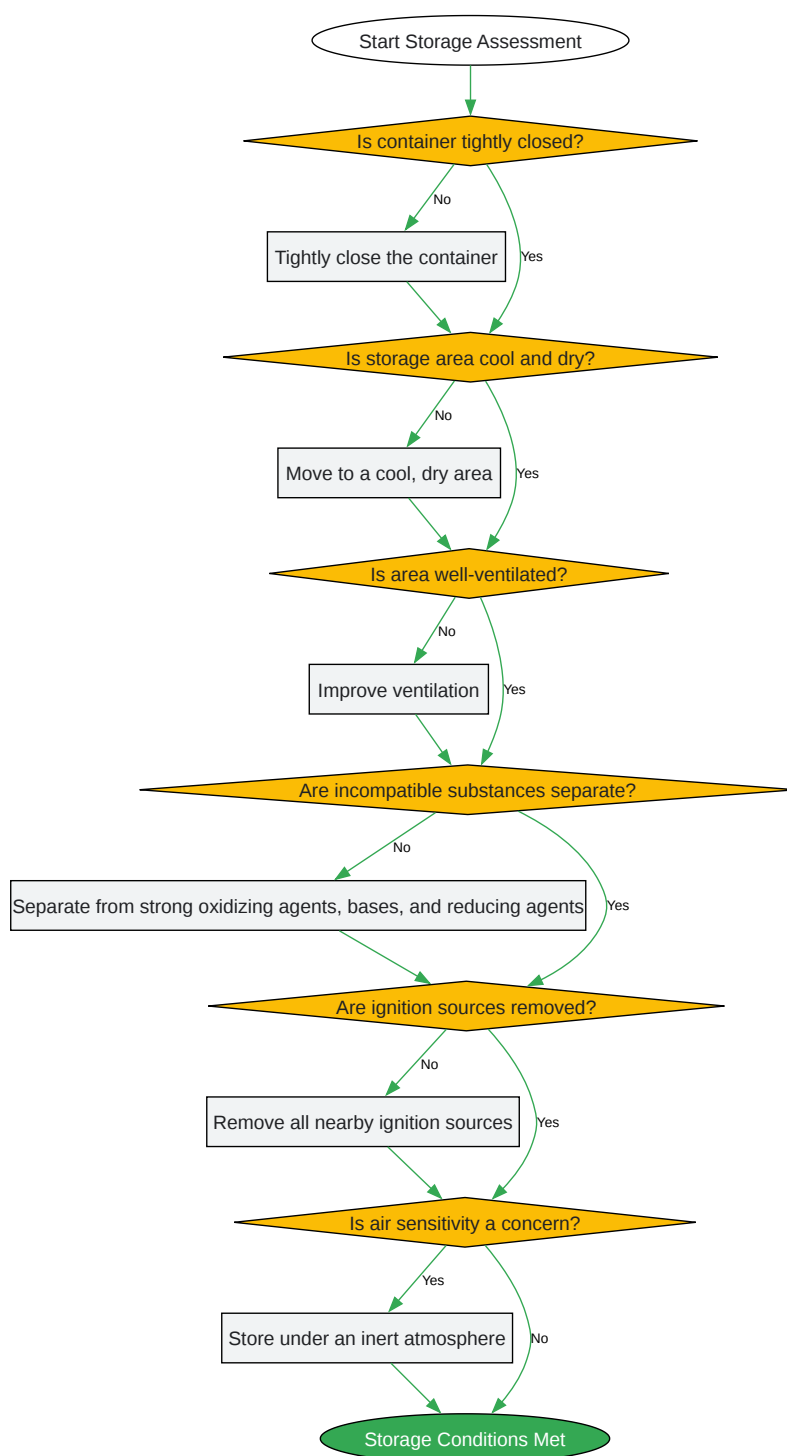 Start Storage Assessment
Is container tightly closed?
No
Tightly close the container
Yes
Is storage area cool and dry?
No
Move to a cool, dry area
Yes
Is area well-ventilated?
No
Improve ventilation
Yes
Are incompatible substances separate?
No
Separate from strong oxidizing agents, bases, and reducing agents
Yes
Are ignition sources removed?
No
Remove all nearby ignition sources
Yes
Is air sensitivity a concern?
Yes
Store under an inert atmosphere
No
Storage Conditions Met